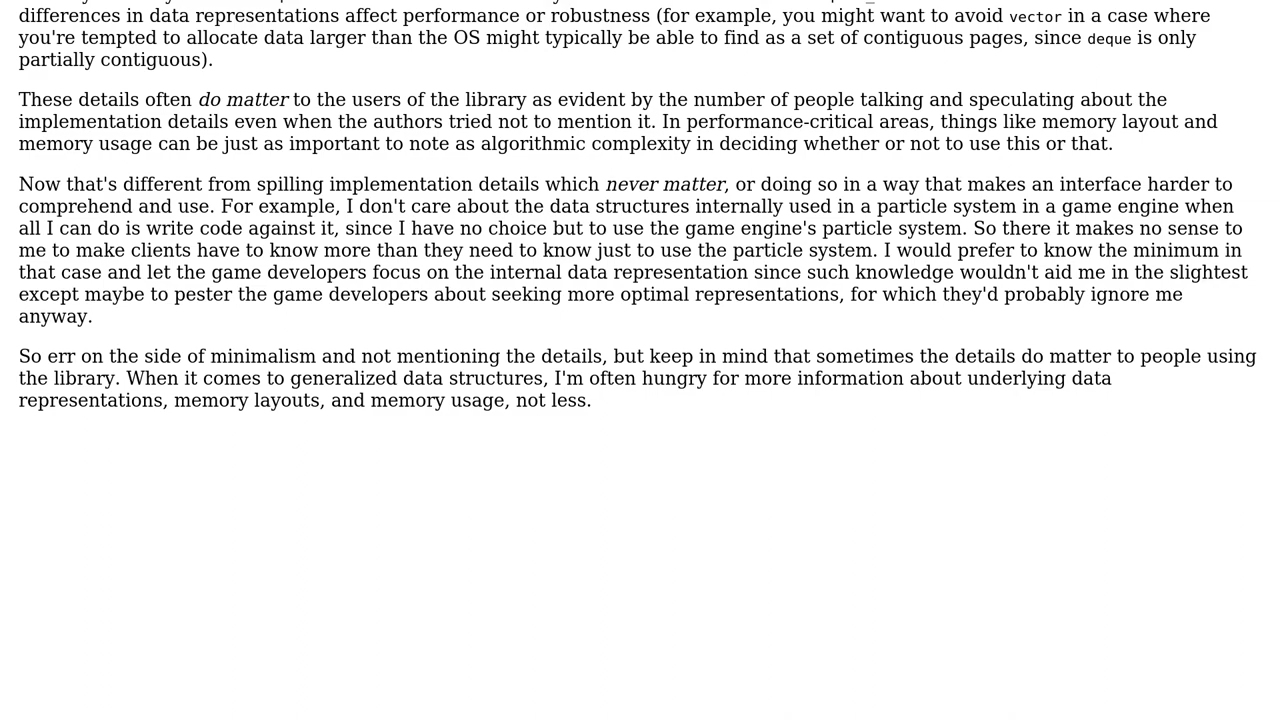 differences in data representations affect performance or robustness (for example, you might want to avoid vector in a case where
you're tempted to allocate data larger than the OS might typically be able to find as a set of contiguous pages, since deque is only
partially contiguous).
These details often do matter to the users of the library as evident by the number of people talking and speculating about the
implementation details even when the authors tried not to mention it. In performance-critical areas, things like memory layout and
memory usage can be just as important to note as algorithmic complexity in deciding whether or not to use this or that.
Now that's different from spilling implementation details which never matter, or doing so in a way that makes an interface harder to
comprehend and use. For example, I don't care about the data structures internally used in a particle system in a game engine when
all I can do is write code against it, since I have no choice but to use the game engine's particle system. So there it makes no sense to
me to make clients have to know more than they need to know just to use the particle system. I would prefer to know the minimum in
that case and let the game developers focus on the internal data representation since such knowledge wouldn't aid me in the slightest
except maybe to pester the game developers about seeking more optimal representations, for which they'd probably ignore me
anyway.
So err on the side of minimalism and not mentioning the details, but keep in mind that sometimes the details do matter to people using
the library. When it comes to generalized data structures, I'm often hungry for more information about underlying data
representations, memory layouts, and memory usage, not less.